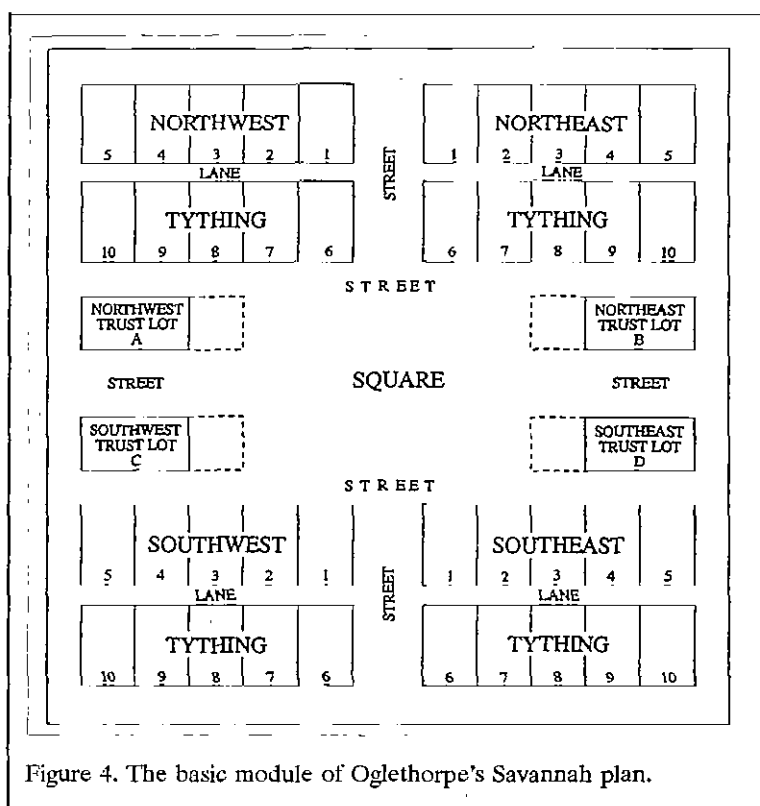 NORTHWEST
5 4 3 2 1
LANE
TYTHING
10 9 8 7 6
STREET
NORTHEAST
1 2 3 4 5
LANE
TYTHING
6 7 8 9 10
STREET
NORTHWEST
TRUST LOT
A
NORTHEAST
TRUST LOT
B
STREET
SQUARE
STREET
SOUTHWEST
TRUST LOT
C
SOUTHEAST
TRUST LOT
D
STREET
SOUTHWEST
5 4 3 2 1
LANE
TYTHING
10 9 8 7 6
STREET
SOUTHEAST
1 2 3 4 5
LANE
TYTHING
6 7 8 9 10
Figure 4. The basic module of Oglethorpe's Savannah plan.